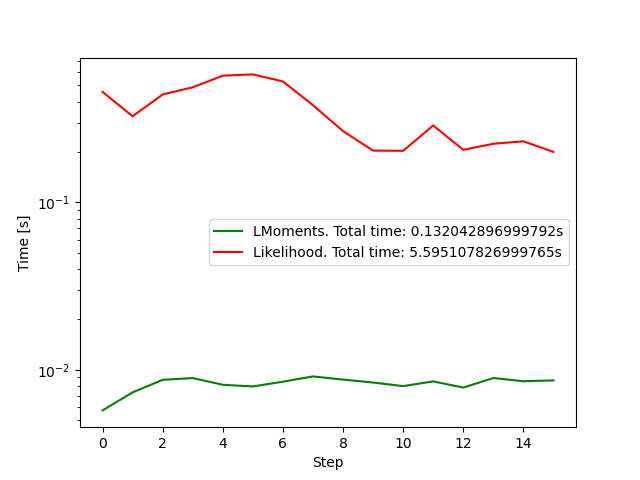 Time [s]
10⁻¹
10⁻²
LMoments. Total time: 0.132042896999792s
Likelihood. Total time: 5.595107826999765s
0 2 4 6 8 10 12 14
Step